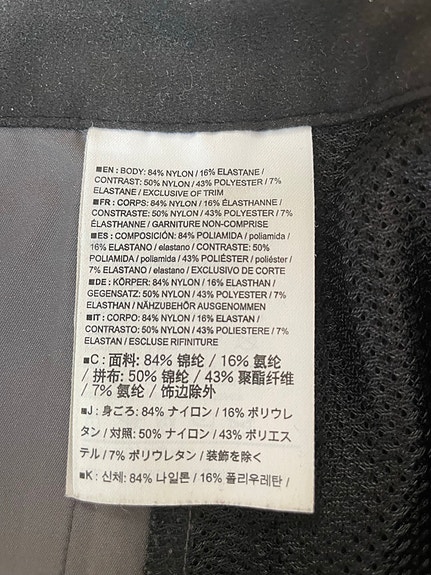 ■EN : BODY: 84% NYLON / 16% ELASTANE /
CONTRAST: 50% NYLON / 43% POLYESTER / 7%
ELASTANE / EXCLUSIVE OF TRIM
■FR : CORPS: 84% NYLON / 16% ÉLASTHANNE /
CONSTRASTE: 50% NYLON / 43% POLYESTER / 7%
ÉLASTHANNE / GARNITURE NON-COMPRISE
■ES : COMPOSICIÓN: 84% POLIAMIDA / poliamida /
16% ELASTANO / elastano / CONTRASTE: 50%
POLIAMIDA / poliamida / 43% POLIÉSTER / poliéster /
7% ELASTANO / elastano / EXCLUSIVO DE CORTE
■DE : KÖRPER: 84% NYLON / 16% ELASTHAN /
GEGENSATZ: 50% NYLON / 43% POLYESTER / 7%
ELASTHAN / NÄHZUBEHÖR AUSGENOMMEN
■IT : CORPO: 84% NYLON / 16% ELASTAN /
CONTRASTO: 50% NYLON / 43% POLIESTERE / 7%
ELASTAN / ESCLUSE RIFINITURE
■C : 面料: 84% 锦纶 / 16% 氨纶
/ 拼布: 50% 锦纶 / 43% 聚酯纤维
/ 7% 氨纶 / 饰边除外
■J : 身ごろ: 84% ナイロン / 16% ポリウレ
タン / 対照: 50% ナイロン / 43% ポリエス
テル / 7% ポリウレタン / 装飾を除く
■K : 신체: 84% 나일론 / 16% 폴리우레탄 /